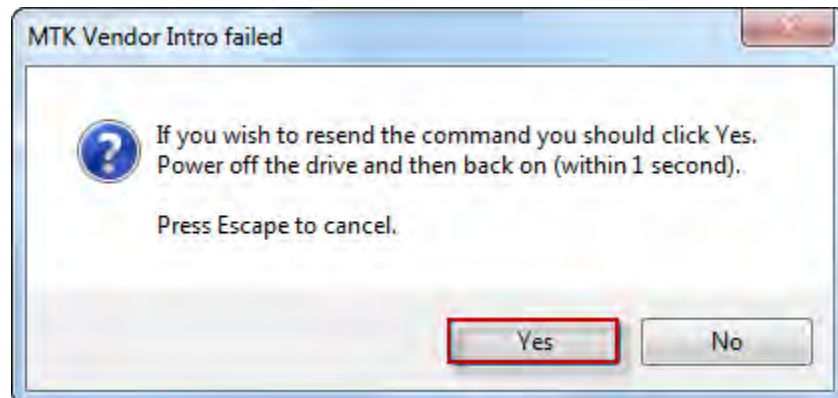 MTK Vendor Intro failed
If you wish to resend the command you should click Yes.
Power off the drive and then back on (within 1 second).
Press Escape to cancel.
Yes
No